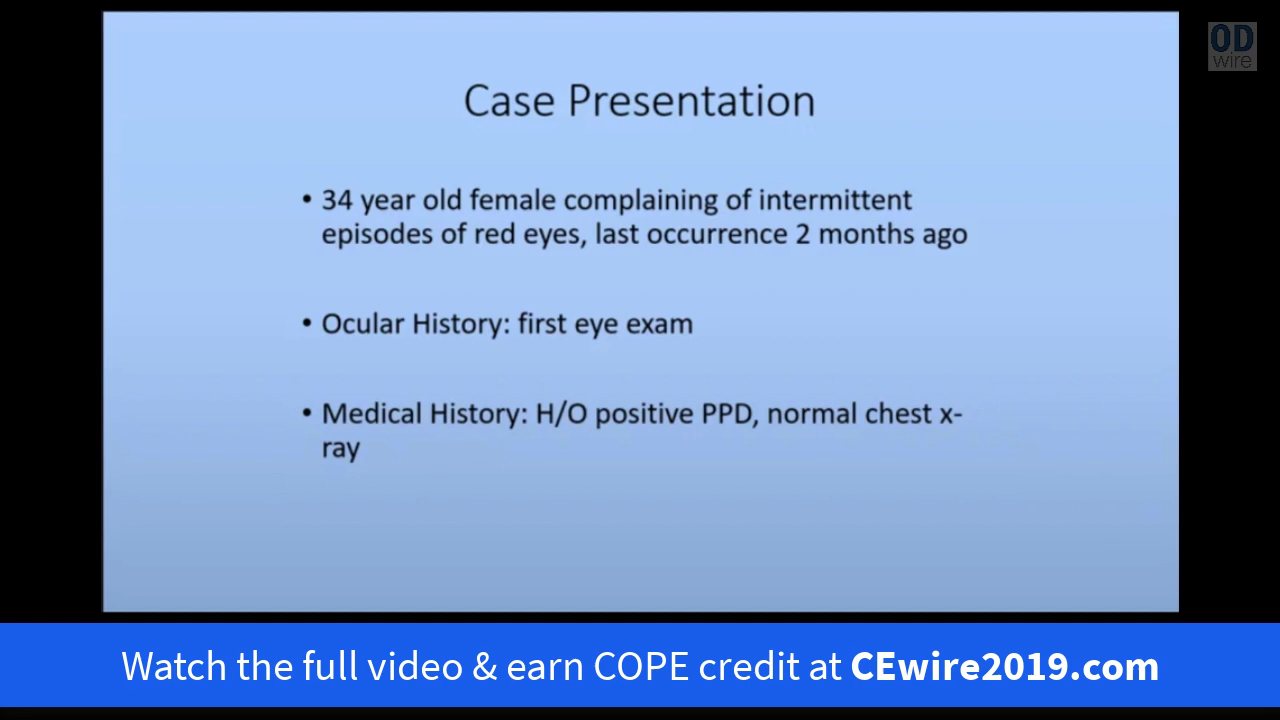 OD
wire
Case Presentation
• 34 year old female complaining of intermittent
episodes of red eyes, last occurrence 2 months ago
• Ocular History: first eye exam
• Medical History: H/O positive PPD, normal chest x-
ray
Watch the full video & earn COPE credit at CEwire2019.com